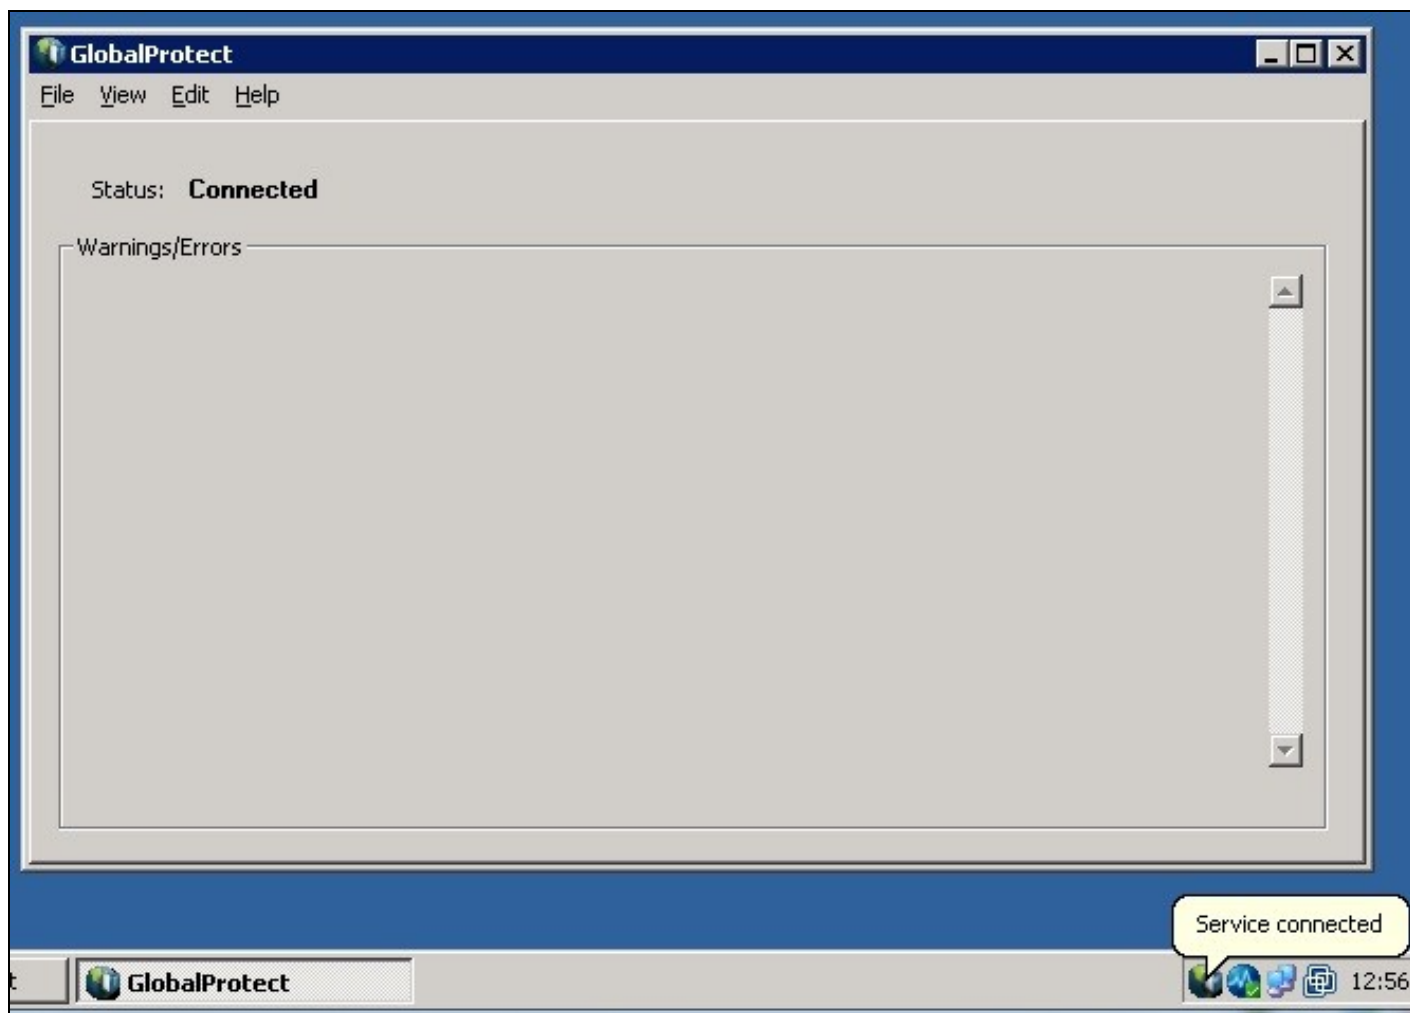 GlobalProtect
File View Edit Help
Status: Connected
Warnings/Errors
Service connected
t
GlobalProtect
12:56